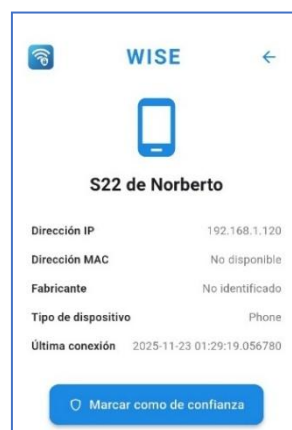 WISE
S22 de Norberto
Dirección IP 192.168.1.120
Dirección MAC No disponible
Fabricante No identificado
Tipo de dispositivo Phone
Última conexión 2025-11-23 01:29:19.056780
Marcar como de confianza